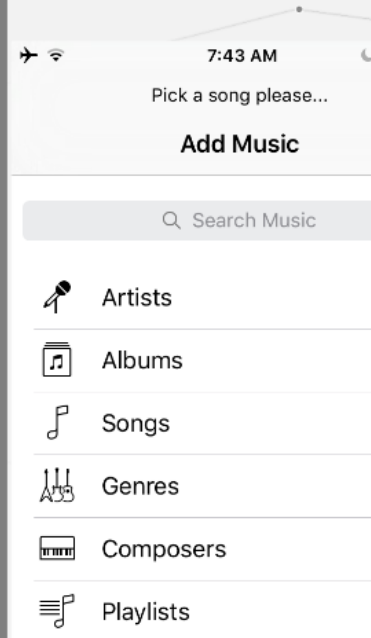 7:43 AM
Pick a song please...
Add Music
Search Music
Artists
Albums
Songs
Genres
Composers
Playlists